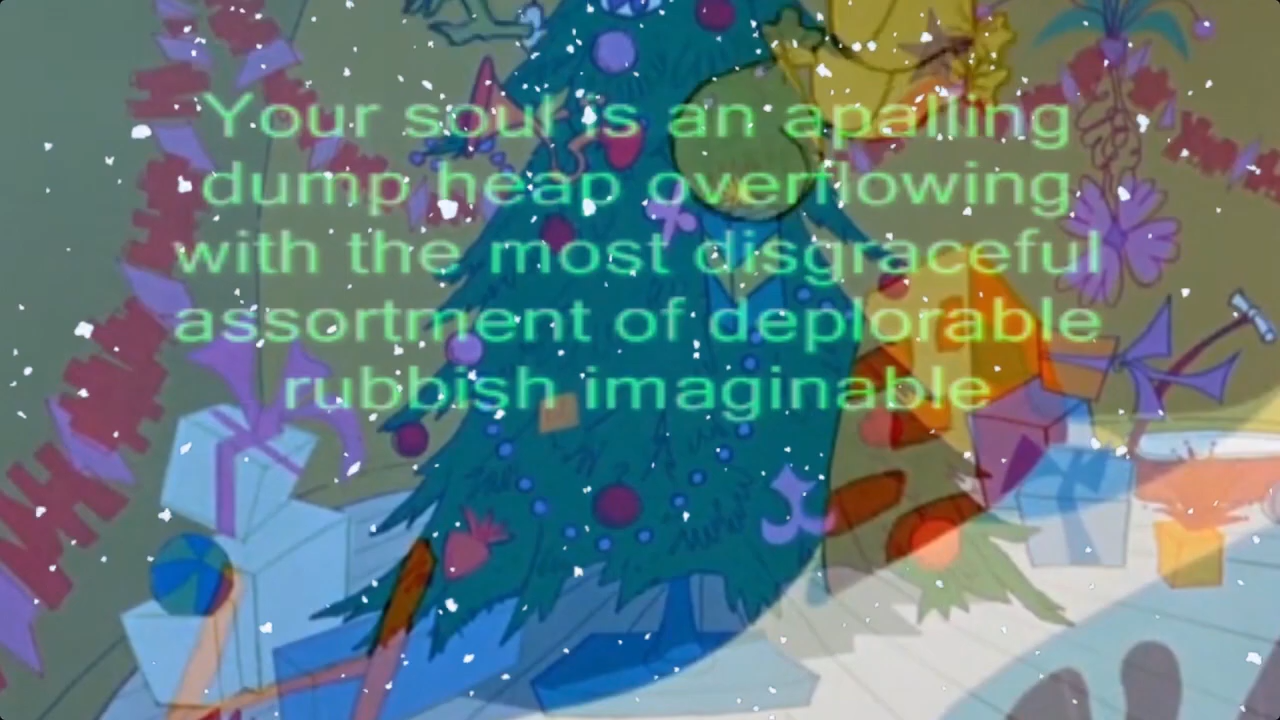 Your soul is an apalling
dump heap overflowing
with the most disgraceful
assortment of deplorable
rubbish imaginable